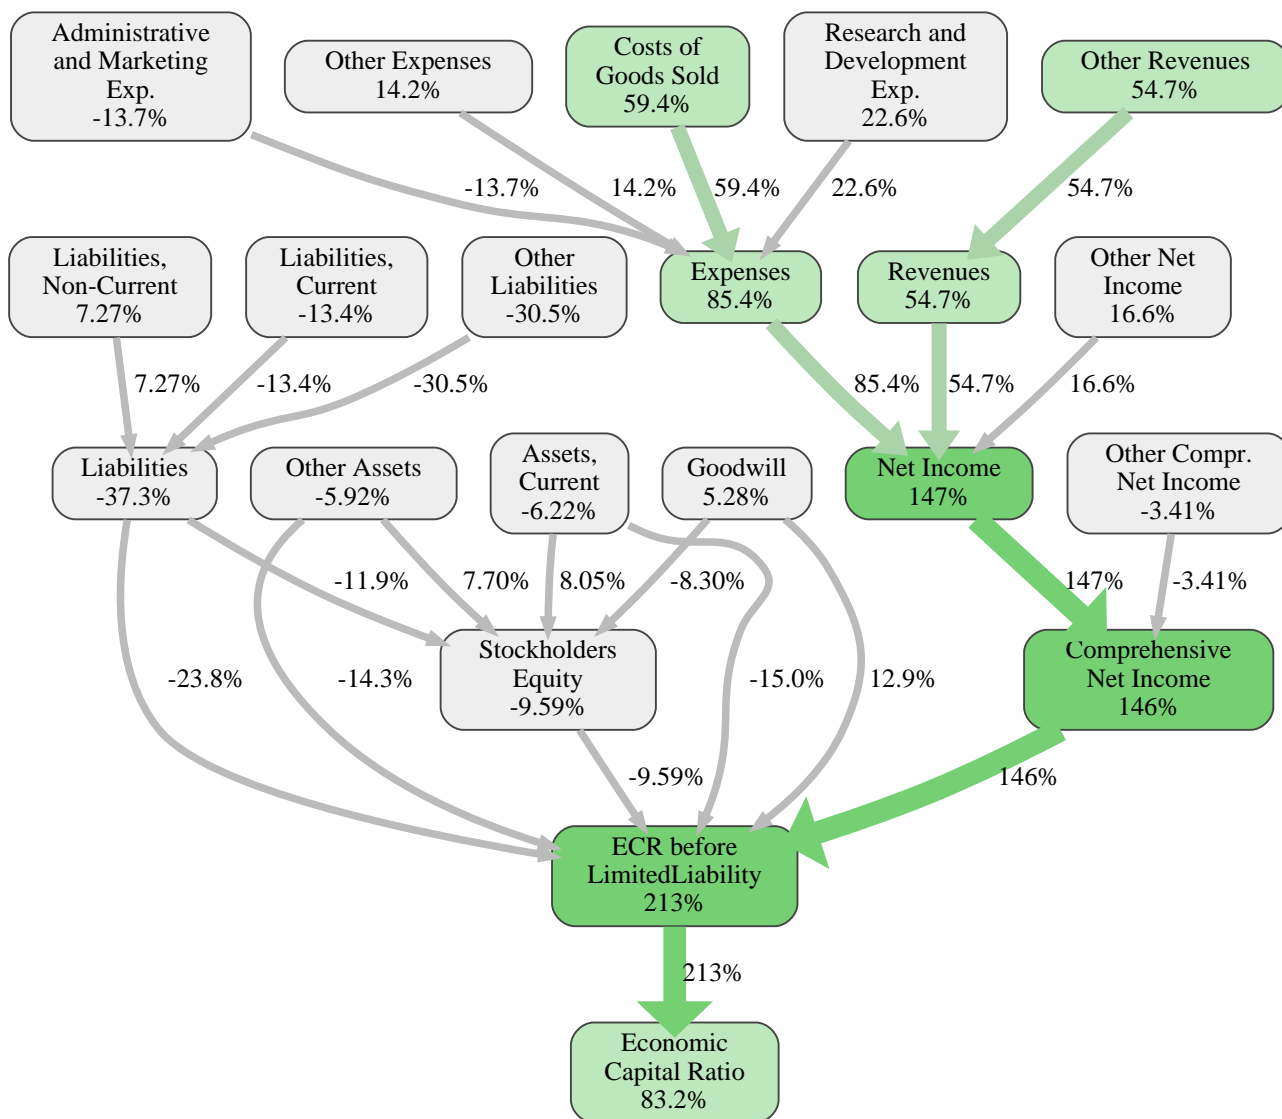 Administrative
and Marketing
Exp.
-13.7%
Other Expenses
14.2%
Costs of
Goods Sold
59.4%
Research and
Development
Exp.
22.6%
Other Revenues
54.7%
-13.7%
14.2%
59.4%
22.6%
54.7%
Liabilities,
Non-Current
7.27%
Liabilities,
Current
-13.4%
Other
Liabilities
-30.5%
Expenses
85.4%
Revenues
54.7%
Other Net
Income
16.6%
7.27%
-13.4%
-30.5%
85.4%
54.7%
16.6%
Liabilities
-37.3%
Other Assets
-5.92%
Assets,
Current
-6.22%
Goodwill
5.28%
Net Income
147%
Other Compr.
Net Income
-3.41%
-11.9%
7.70%
8.05%
-8.30%
147%
-3.41%
Stockholders
Equity
-9.59%
Comprehensive
Net Income
146%
-23.8%
-14.3%
-15.0%
12.9%
-9.59%
146%
ECR before
LimitedLiability
213%
213%
Economic
Capital Ratio
83.2%